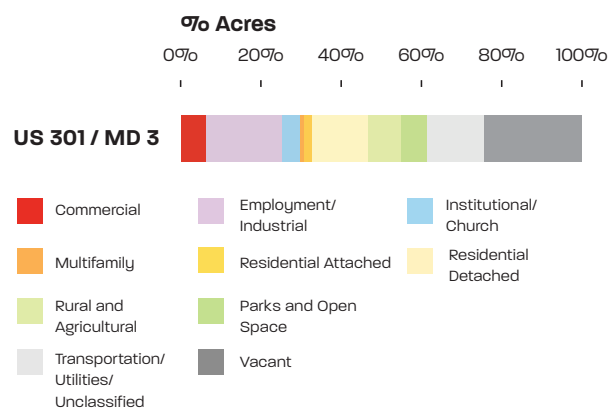 % Acres
0% 20% 40% 60% 80% 100%
US 301 / MD 3
Commercial
Employment/
Industrial
Institutional/
Church
Multifamily
Residential Attached
Residential
Detached
Rural and
Agricultural
Parks and Open
Space
Transportation/
Utilities/
Unclassified
Vacant